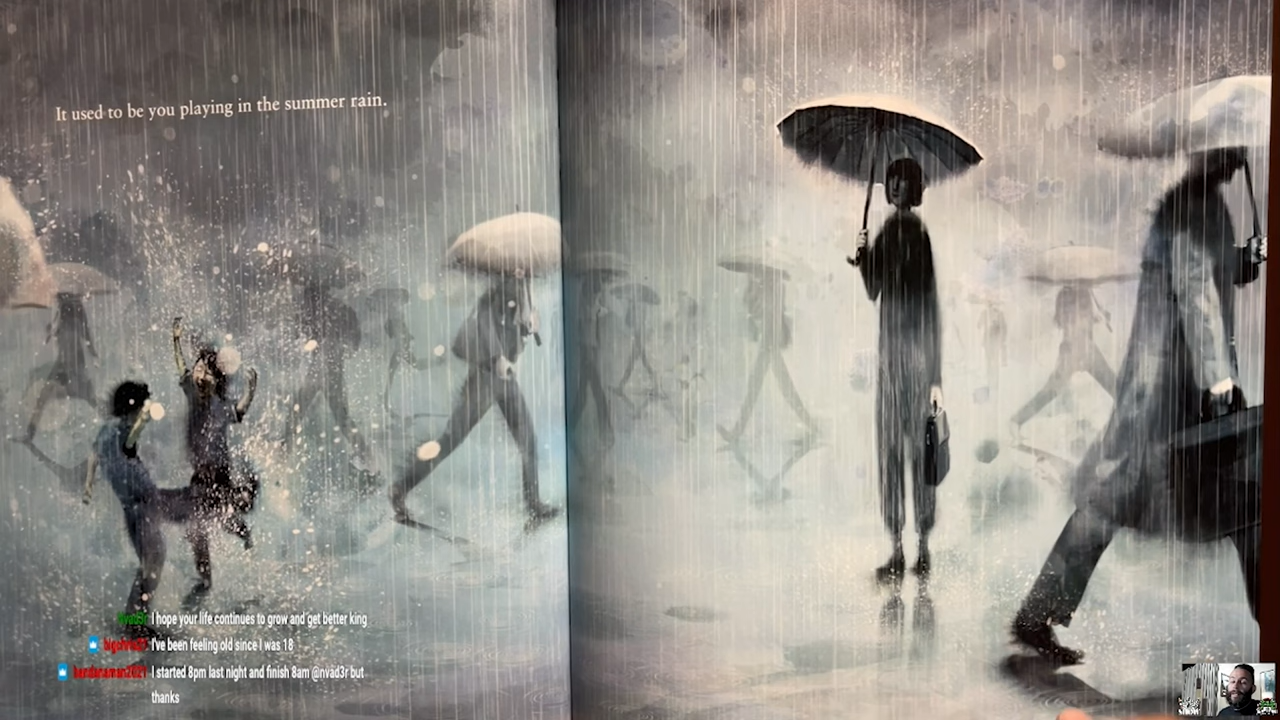 It used to be you playing in the summer rain.
I hope your life continues to grow and get better king
I've been feeling old since I was 18
I started 8pm last night and finish 8am @nvad3r but
thanks